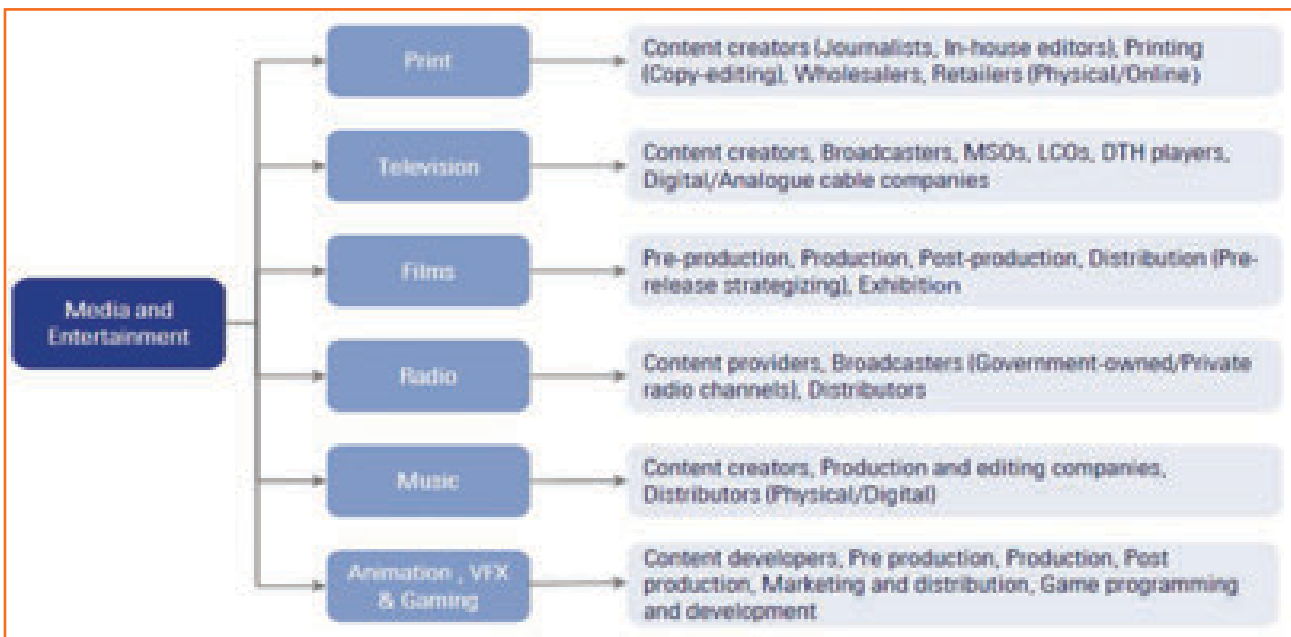 Print
Content creators (Journalists, In-house editors), Printing
(Copy-editing), Wholesalers, Retailers (Physical/Online)
Television
Content creators, Broadcasters, MSOs, LCOs, DTH players,
Digital/Analogue cable companies
Films
Pre-production, Production, Post-production, Distribution (Pre-
release strategizing), Exhibition
Media and
Entertainment
Radio
Content providers, Broadcasters (Government-owned/Private
radio channels), Distributors
Music
Content creators, Production and editing companies,
Distributors (Physical/Digital)
Animation , VFX
& Gaming
Content developers, Pre production, Production, Post
production, Marketing and distribution, Game programming
and development